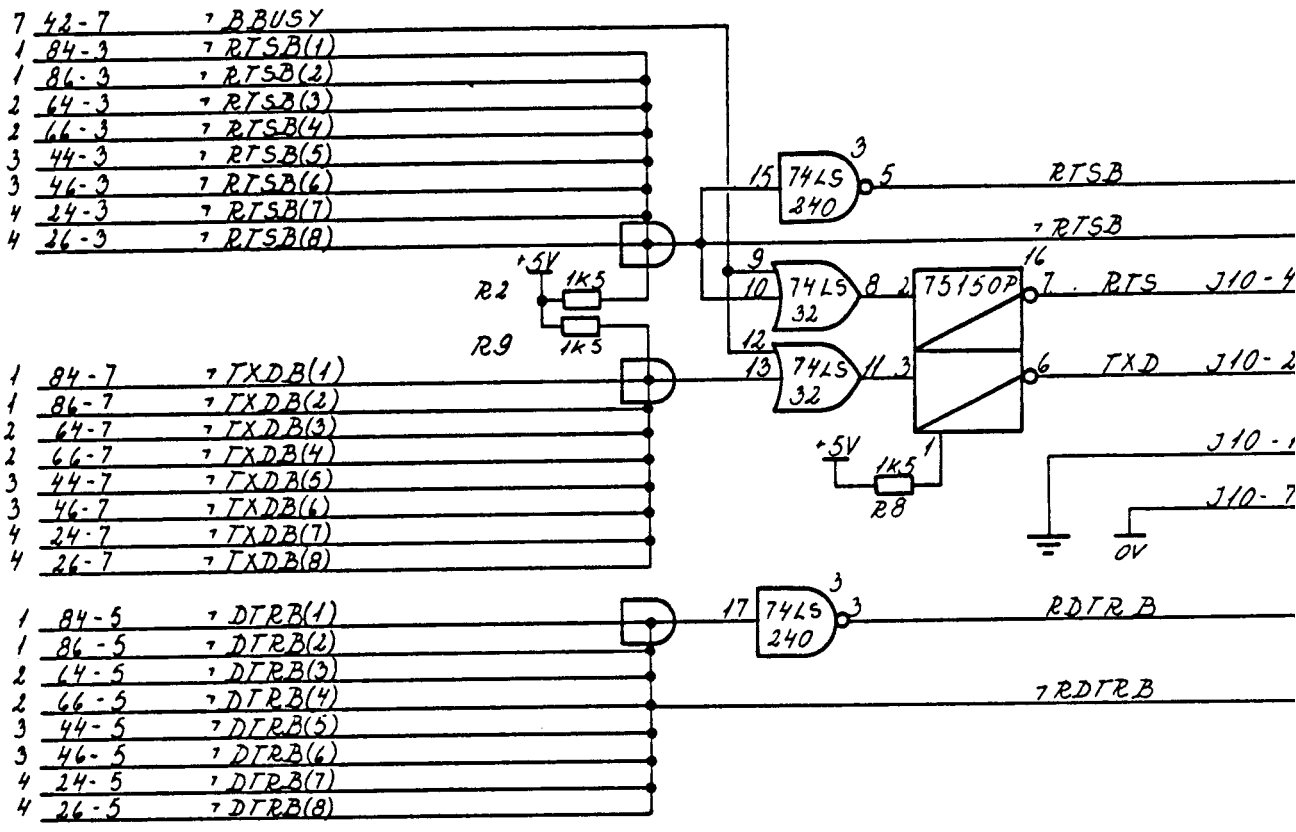 7 42-7 ¬ BBUSY
1 84-3 ¬ RTSB(1)
1 86-3 ¬ RTSB(2)
2 64-3 ¬ RTSB(3)
2 66-3 ¬ RTSB(4)
3 44-3 ¬ RTSB(5)
3 46-3 ¬ RTSB(6)
4 24-3 ¬ RTSB(7)
4 26-3 ¬ RTSB(8)
3
15 74LS 5 RTSB
240
¬ RTSB
+5V
R2 1K5
R9 1K5
9
10 74LS 8
32
12
13 74LS 11
32
16
2 75150P 7 RTS J10-4
3 6 TXD J10-2
+5V 1K5 1
R8
J10-1
J10-7
0V
1 84-7 ¬ TXDB(1)
1 86-7 ¬ TXDB(2)
2 64-7 ¬ TXDB(3)
2 66-7 ¬ TXDB(4)
3 44-7 ¬ TXDB(5)
3 46-7 ¬ TXDB(6)
4 24-7 ¬ TXDB(7)
4 26-7 ¬ TXDB(8)
1 84-5 ¬ DTRB(1)
1 86-5 ¬ DTRB(2)
2 64-5 ¬ DTRB(3)
2 66-5 ¬ DTRB(4)
3 44-5 ¬ DTRB(5)
3 46-5 ¬ DTRB(6)
4 24-5 ¬ DTRB(7)
4 26-5 ¬ DTRB(8)
3
17 74LS 3 RDTRB
240
¬RDTRB